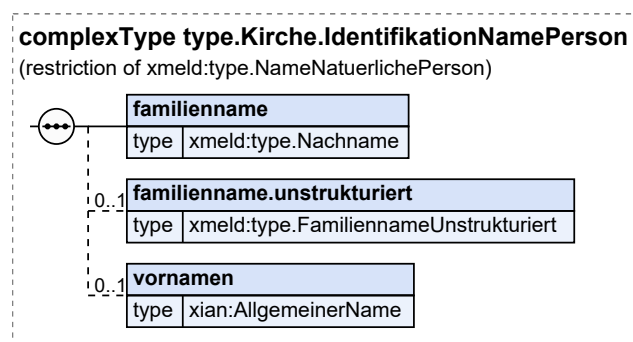 complexType type.Kirche.IdentifikationNamePerson
(restriction of xmeld:type.NameNatuerlichePerson)
familienname
type xmeld:type.Nachname
0..1 familienname.unstrukturiert
type xmeld:type.FamiliennameUnstrukturiert
0..1 vornamen
type xian:AllgemeinerName